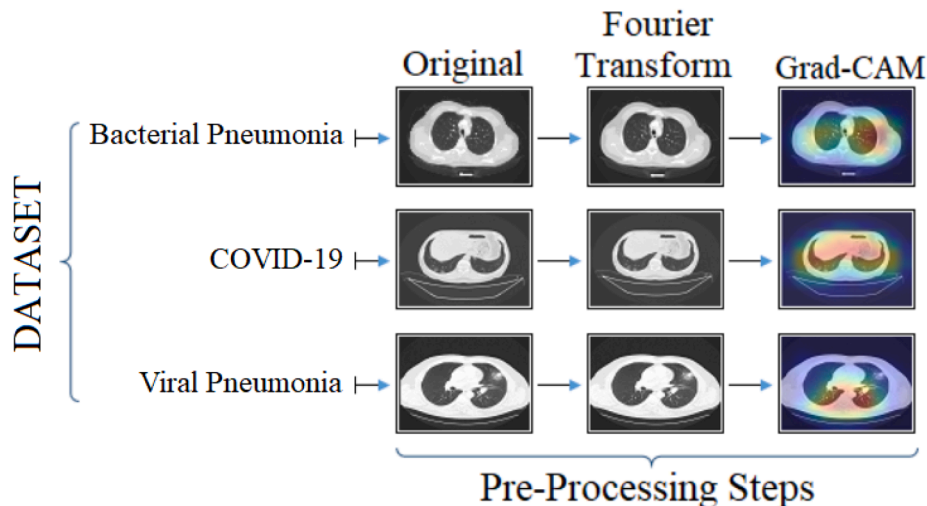 Original
Fourier
Transform
Grad-CAM
DATASET
Bacterial Pneumonia
COVID-19
Viral Pneumonia
Pre-Processing Steps